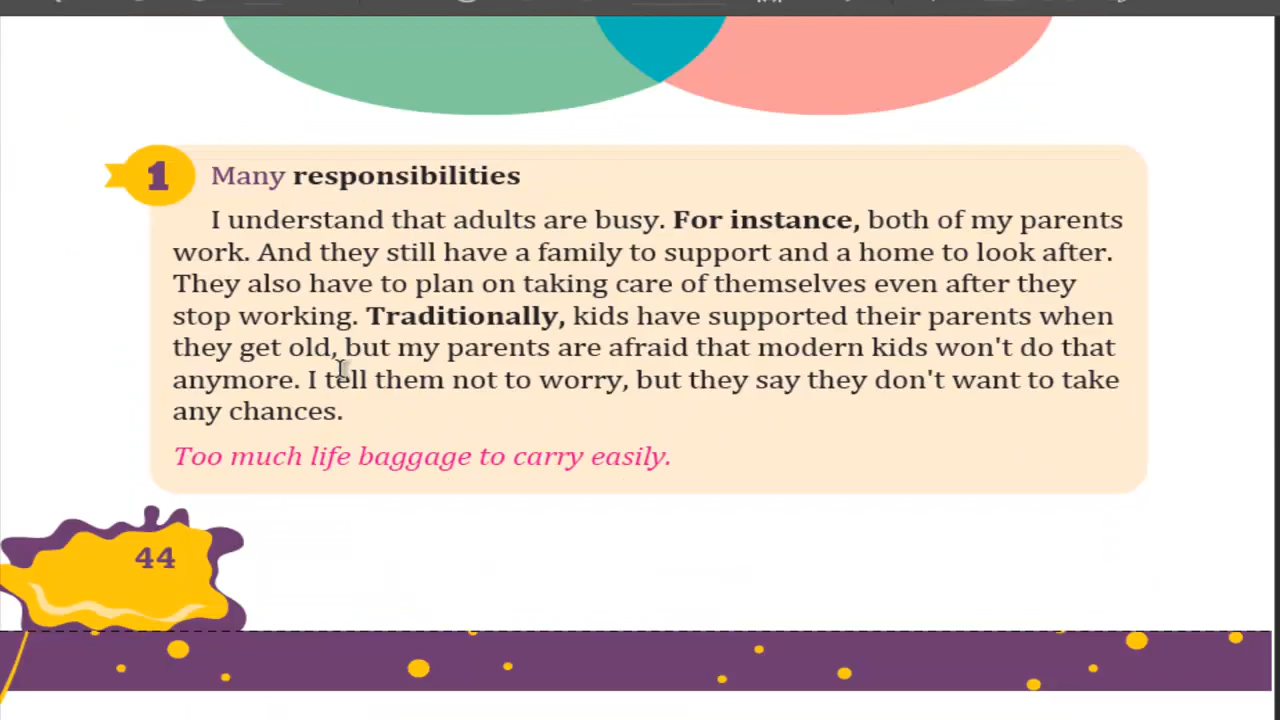 1
Many responsibilities
I understand that adults are busy. For instance, both of my parents
work. And they still have a family to support and a home to look after.
They also have to plan on taking care of themselves even after they
stop working. Traditionally, kids have supported their parents when
they get old, but my parents are afraid that modern kids won't do that
anymore. I tell them not to worry, but they say they don't want to take
any chances.
Too much life baggage to carry easily.
44